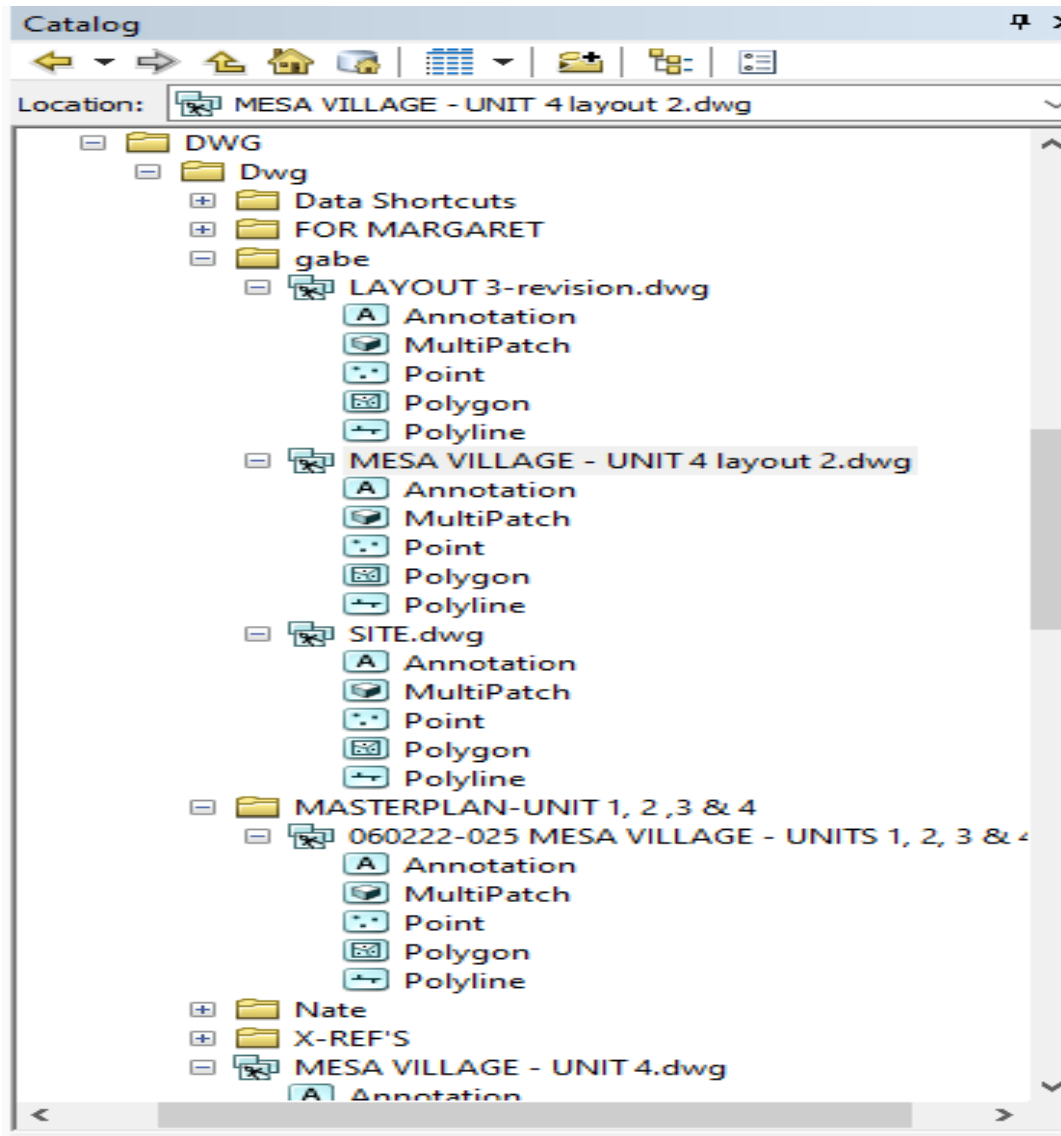 Catalog
Location: MESA VILLAGE - UNIT 4 layout 2.dwg
DWG
Dwg
Data Shortcuts
FOR MARGARET
gabe
LAYOUT 3-revision.dwg
A Annotation
MultiPatch
Point
Polygon
Polyline
MESA VILLAGE - UNIT 4 layout 2.dwg
A Annotation
MultiPatch
Point
Polygon
Polyline
SITE.dwg
A Annotation
MultiPatch
Point
Polygon
Polyline
MASTERPLAN-UNIT 1, 2 ,3 & 4
060222-025 MESA VILLAGE - UNITS 1, 2, 3 & 4
A Annotation
MultiPatch
Point
Polygon
Polyline
Nate
X-REF'S
MESA VILLAGE - UNIT 4.dwg
A Annotation